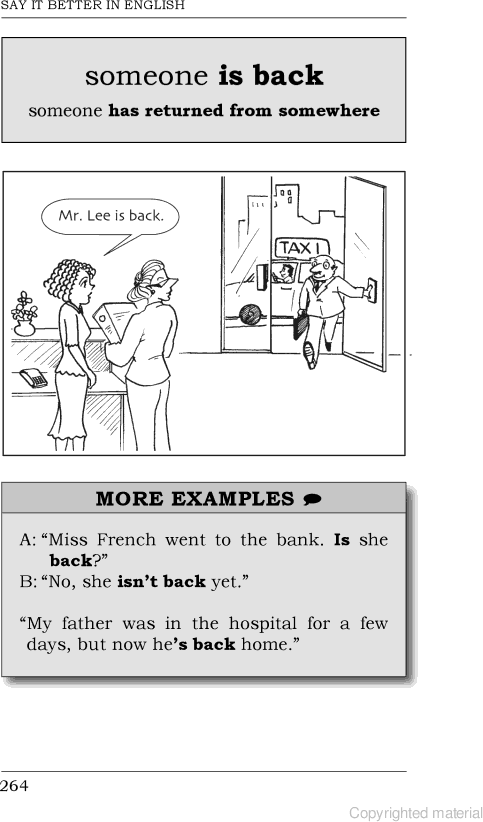 SAY IT BETTER IN ENGLISH
someone is back
someone has returned from somewhere
Mr. Lee is back.
TAXI
MORE EXAMPLES
A: “Miss French went to the bank. Is she
back?”
B: “No, she isn’t back yet.”
“My father was in the hospital for a few
days, but now he’s back home.”
264
Copyrighted material